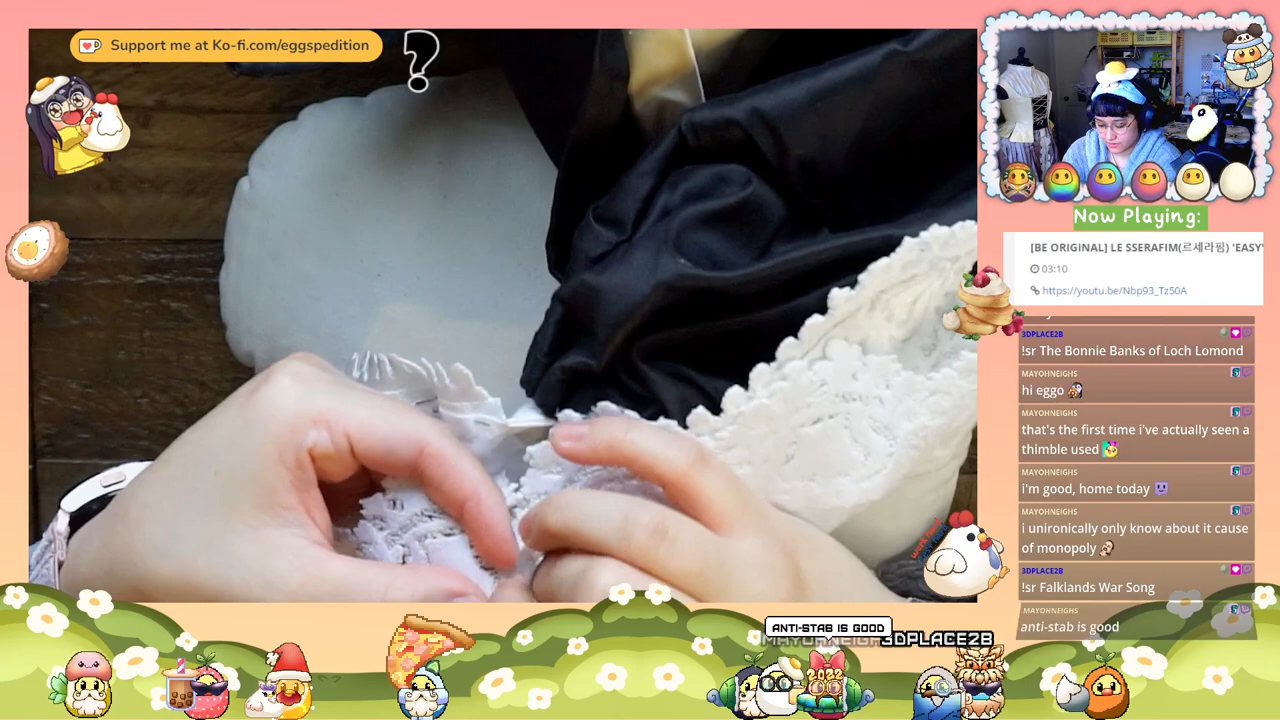 Support me at Ko-fi.com/eggspedition
?
Now Playing:
[BE ORIGINAL] LE SSERAFIM(르세라핌) 'EASY'
03:10
https://youtu.be/Nbp93_Tz50A
3DPLACE2B
!sr The Bonnie Banks of Loch Lomond
MAYOHNEIGHS
hi eggo
MAYOHNEIGHS
that's the first time i've actually seen a
thimble used
MAYOHNEIGHS
i'm good, home today
MAYOHNEIGHS
i unironically only know about it cause
of monopoly
3DPLACE2B
!sr Falklands War Song
MAYOHNEIGHS
anti-stab is good
ANTI-STAB IS GOOD
MAYOHNEIGH
3DPLACE2B
2022